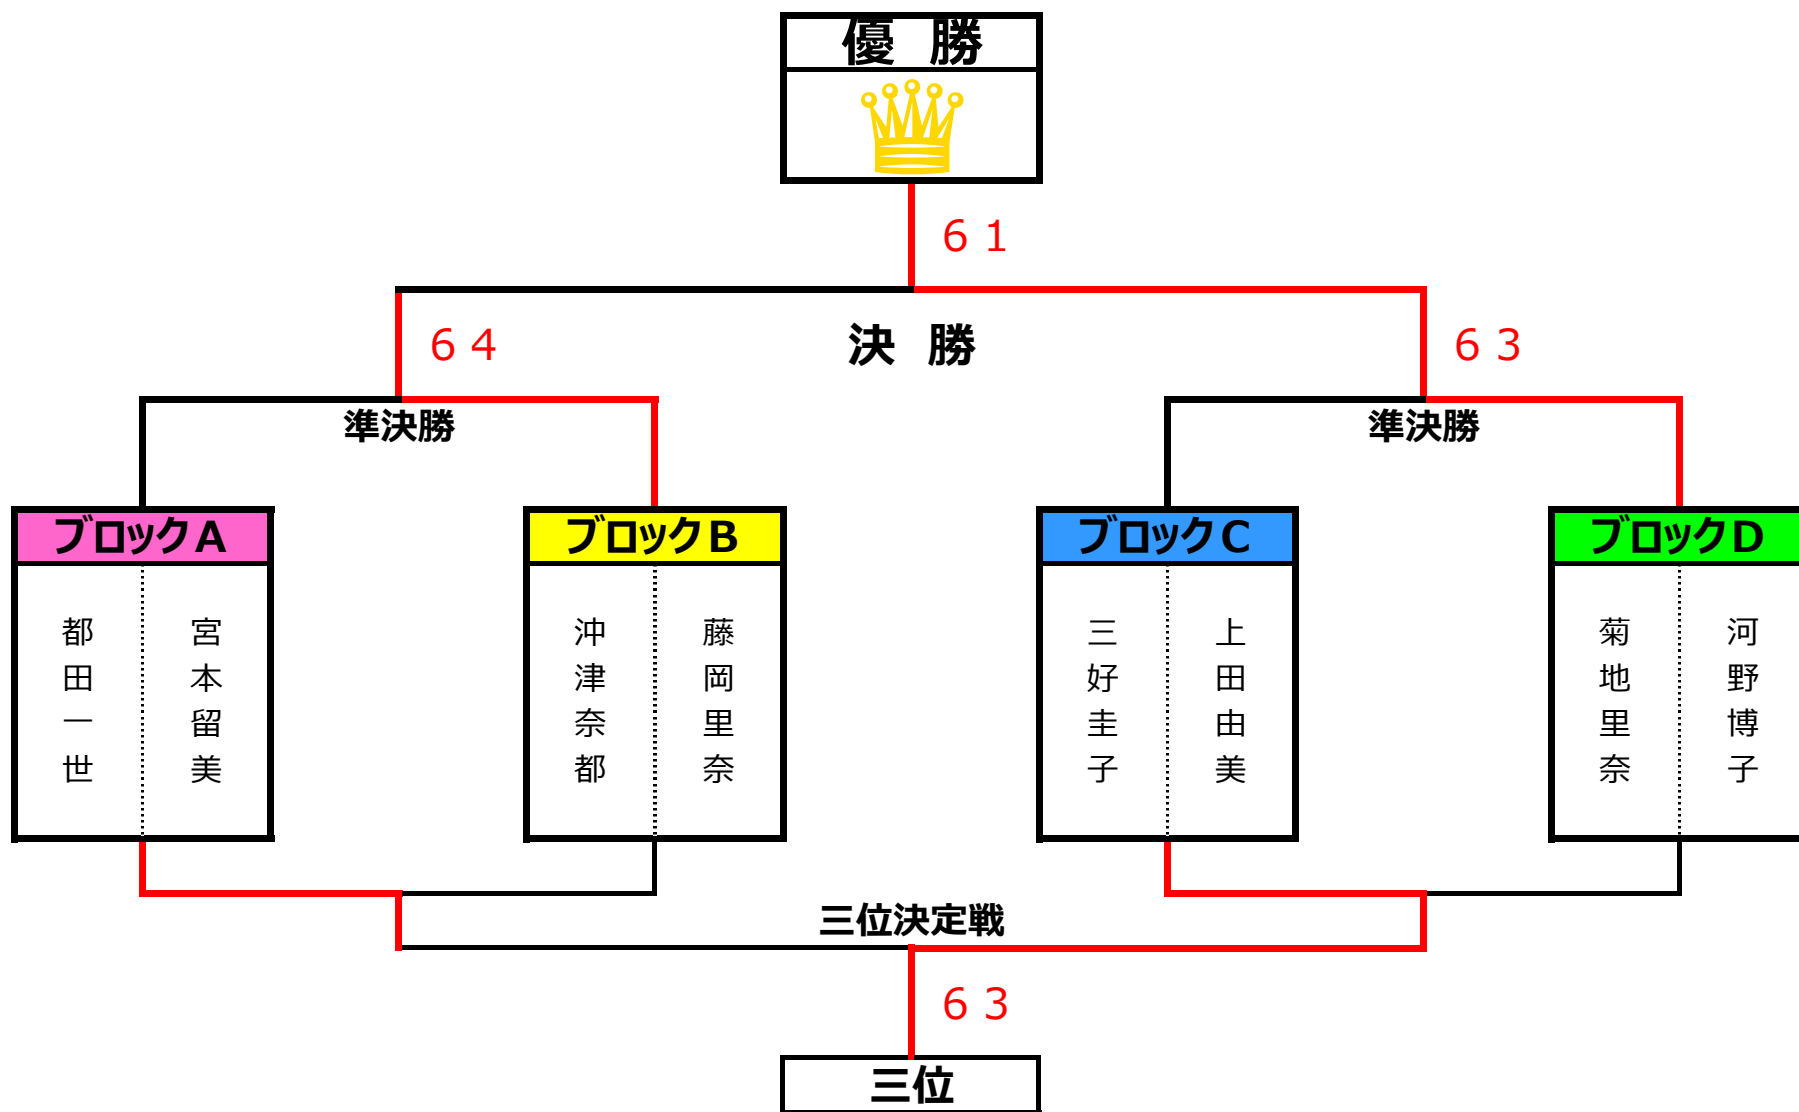 優 勝
６１
６４
決 勝
６３
準決勝
準決勝
ブロックA
ブロックB
ブロックC
ブロックD
都田一世
宮本留美
沖津奈都
藤岡里奈
三好圭子
上田由美
菊地里奈
河野博子
三位決定戦
６３
三位